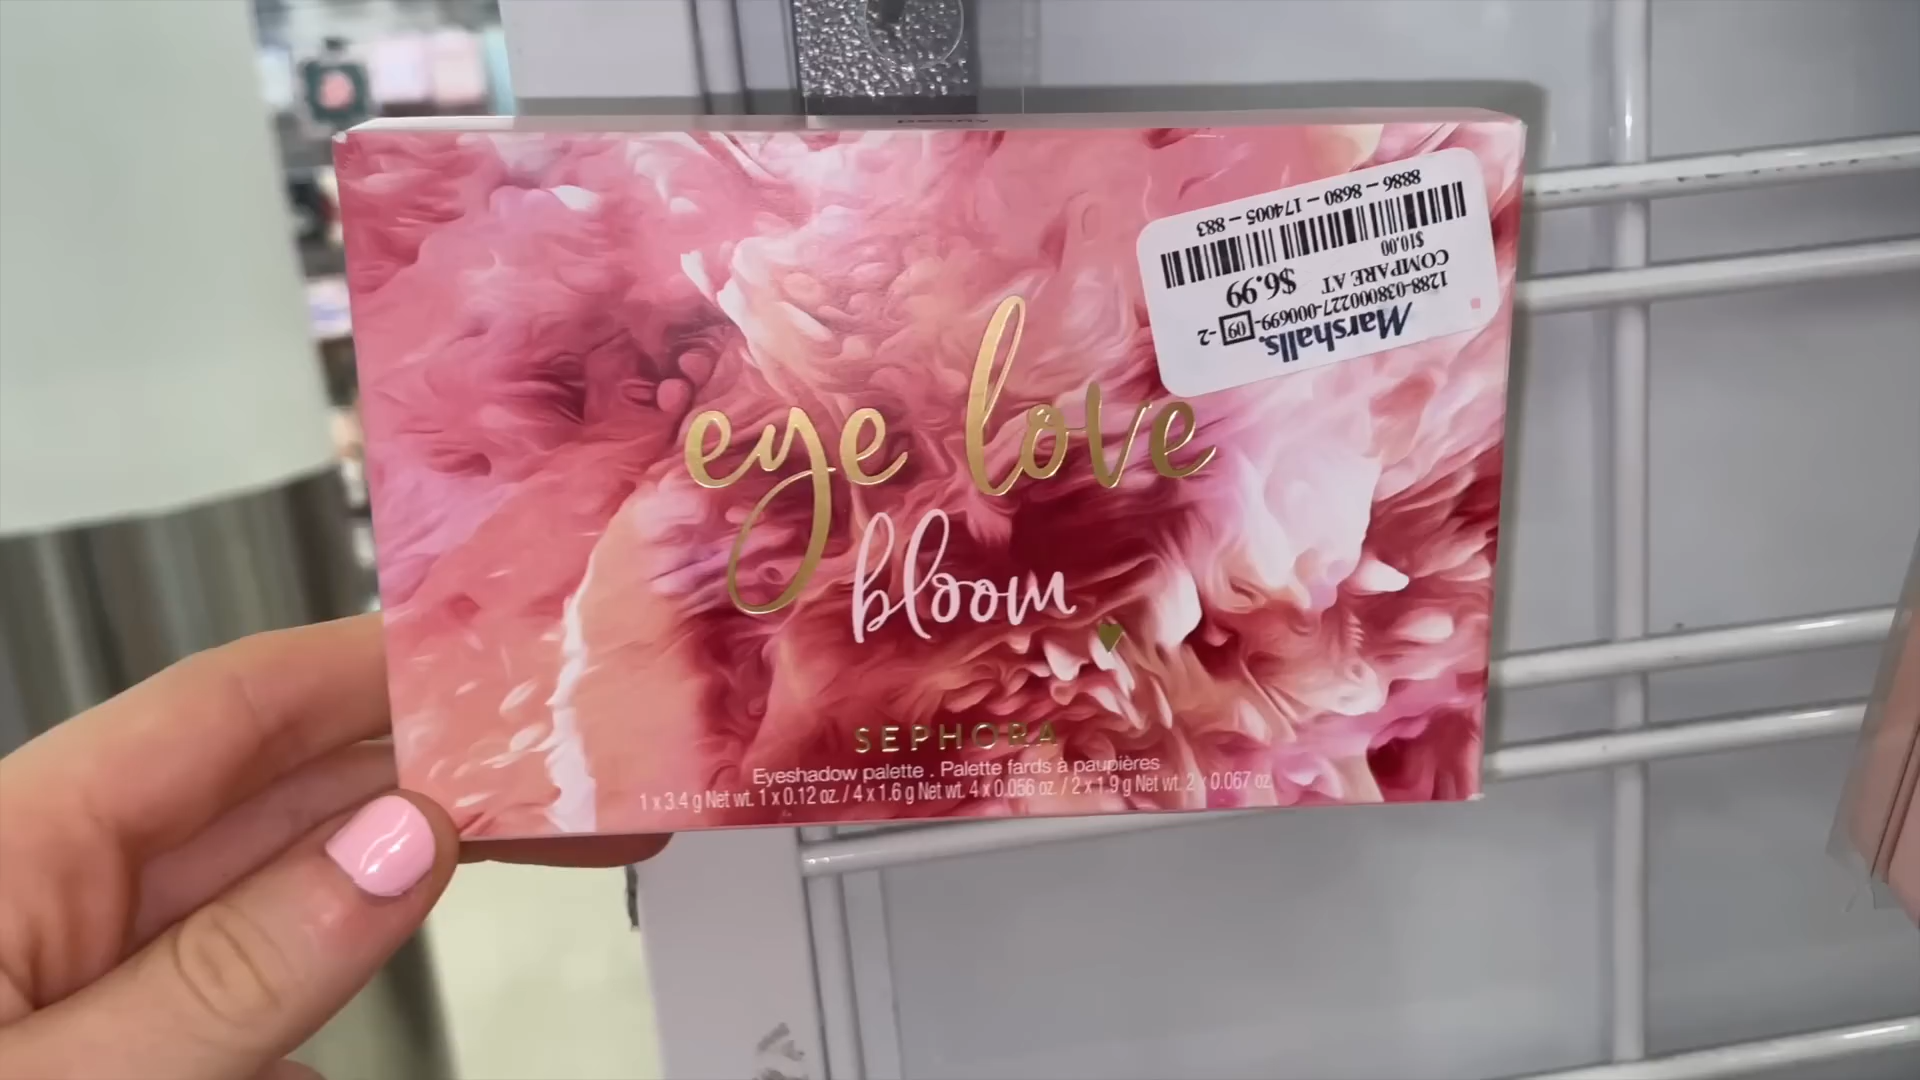 eye love
bloom
SEPHORA
Eyeshadow palette . Palette fards à paupières
1 x 3.4 g Net wt. 1 x 0.12 oz. / 4 x 1.6 g Net wt. 4 x 0.056 oz. / 2 x 1.9 g Net wt. 2 x 0.067 oz.
Marshalls.
1288-038000227-000699-09-2
COMPARE AT $6.99
$10.00
8886 - 8680 - 174005 - 883